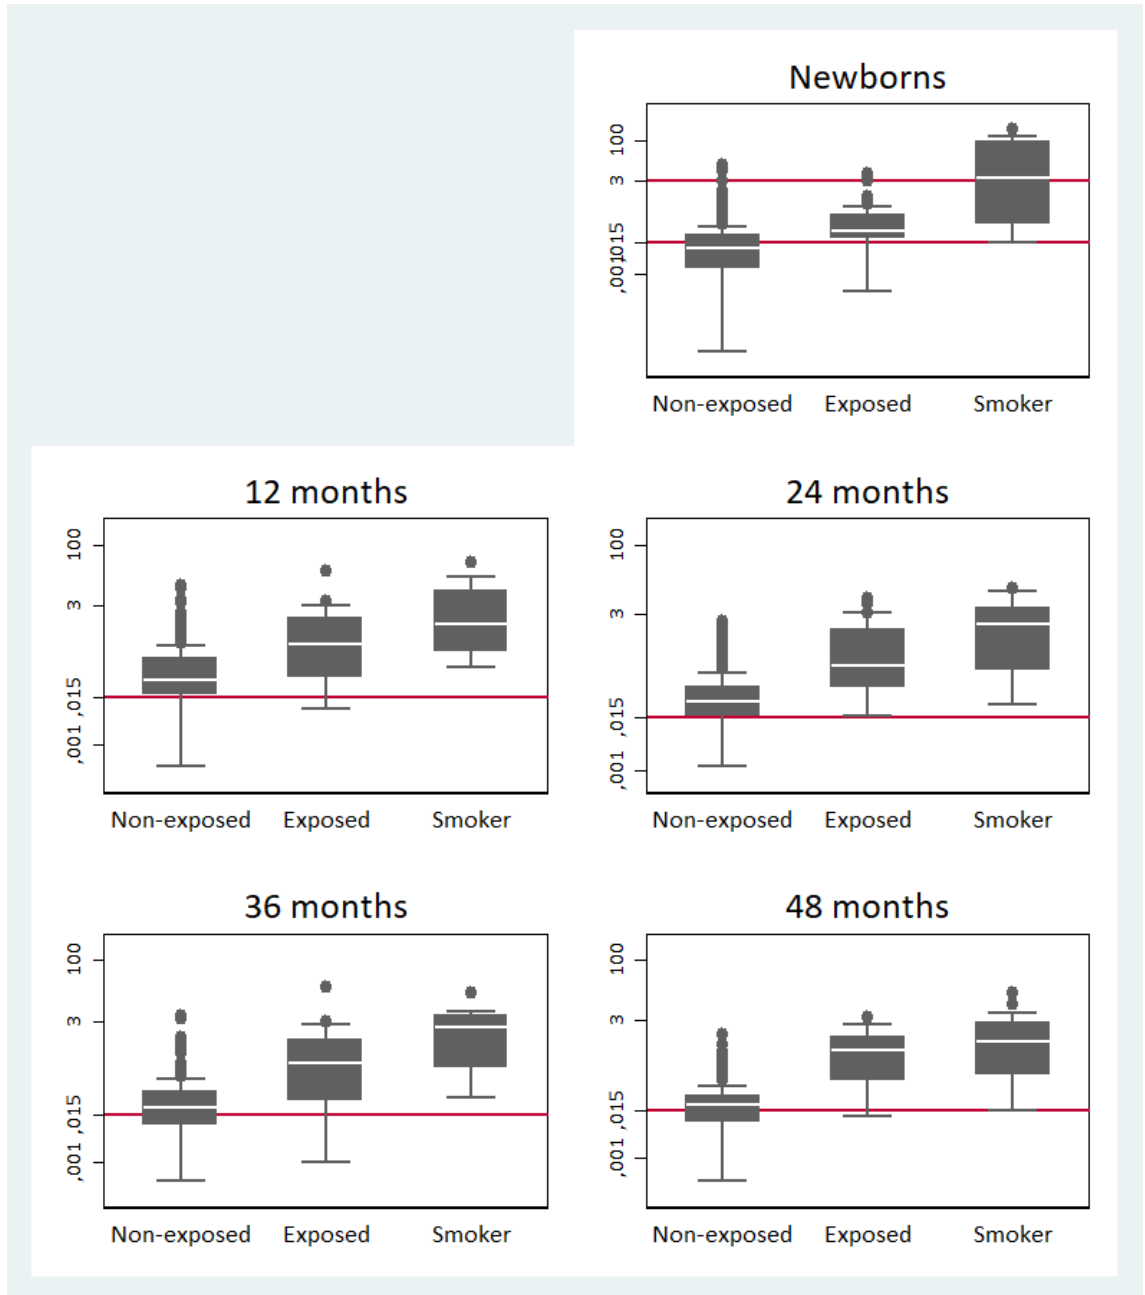 Newborns
100
3
,015
,001
Non-exposed Exposed Smoker
12 months
100
3
,015
,001
Non-exposed Exposed Smoker
24 months
100
3
,015
,001
Non-exposed Exposed Smoker
36 months
100
3
,015
,001
Non-exposed Exposed Smoker
48 months
100
3
,015
,001
Non-exposed Exposed Smoker